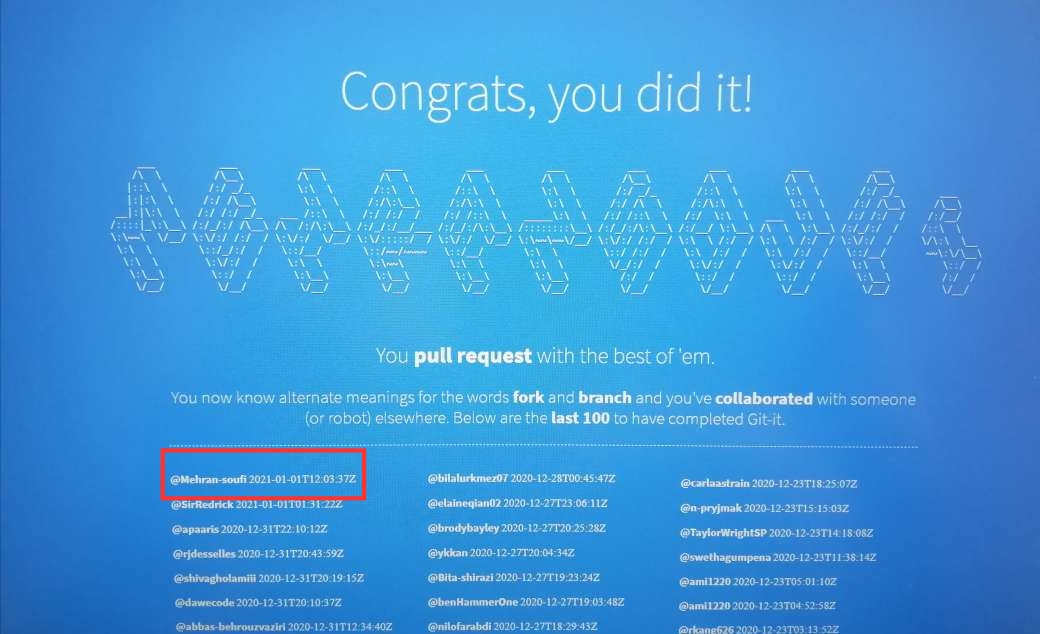 Congrats, you did it!
You pull request with the best of 'em.
You now know alternate meanings for the words fork and branch and you've collaborated with someone
(or robot) elsewhere. Below are the last 100 to have completed Git-it.
@Mehran-soufi 2021-01-01T12:03:37Z
@SirRedrick 2021-01-01T01:31:22Z
@apaaris 2020-12-31T22:10:12Z
@rjdesselles 2020-12-31T20:43:59Z
@shivagholamiii 2020-12-31T20:19:15Z
@dawecode 2020-12-31T20:10:37Z
@abbas-behrouzvaziri 2020-12-31T12:34:40Z
@bilalurkmez07 2020-12-28T00:45:47Z
@elaineqian02 2020-12-27T23:06:11Z
@brodybayley 2020-12-27T20:25:28Z
@ykkan 2020-12-27T20:04:34Z
@Bita-shirazi 2020-12-27T19:23:24Z
@benHammerOne 2020-12-27T19:03:48Z
@nilofarabdi 2020-12-27T18:29:43Z
@carlaastrain 2020-12-23T18:25:07Z
@n-pryjmak 2020-12-23T15:15:03Z
@TaylorWrightSP 2020-12-23T14:18:08Z
@swethagumpena 2020-12-23T11:38:14Z
@ami1220 2020-12-23T05:01:10Z
@ami1220 2020-12-23T04:52:58Z
@rkane626 2020-12-23T03:13:52Z